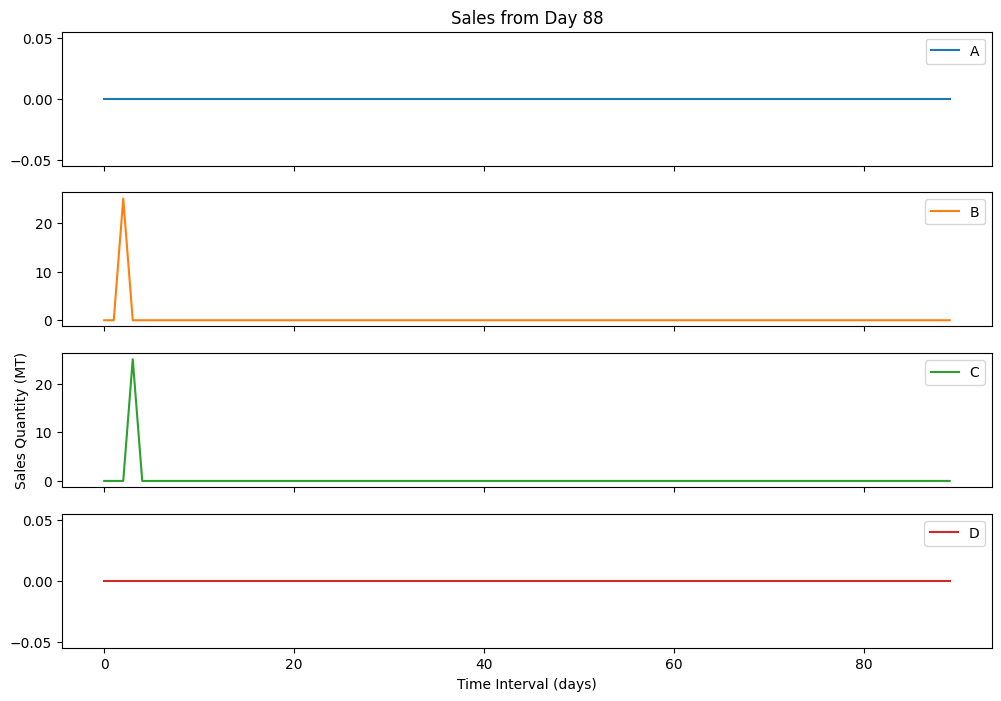 Sales from Day 88
0.05
0.00
−0.05
A
20
10
0
B
Sales Quantity (MT)
20
10
0
C
0.05
0.00
−0.05
D
0 20 40 60 80
Time Interval (days)